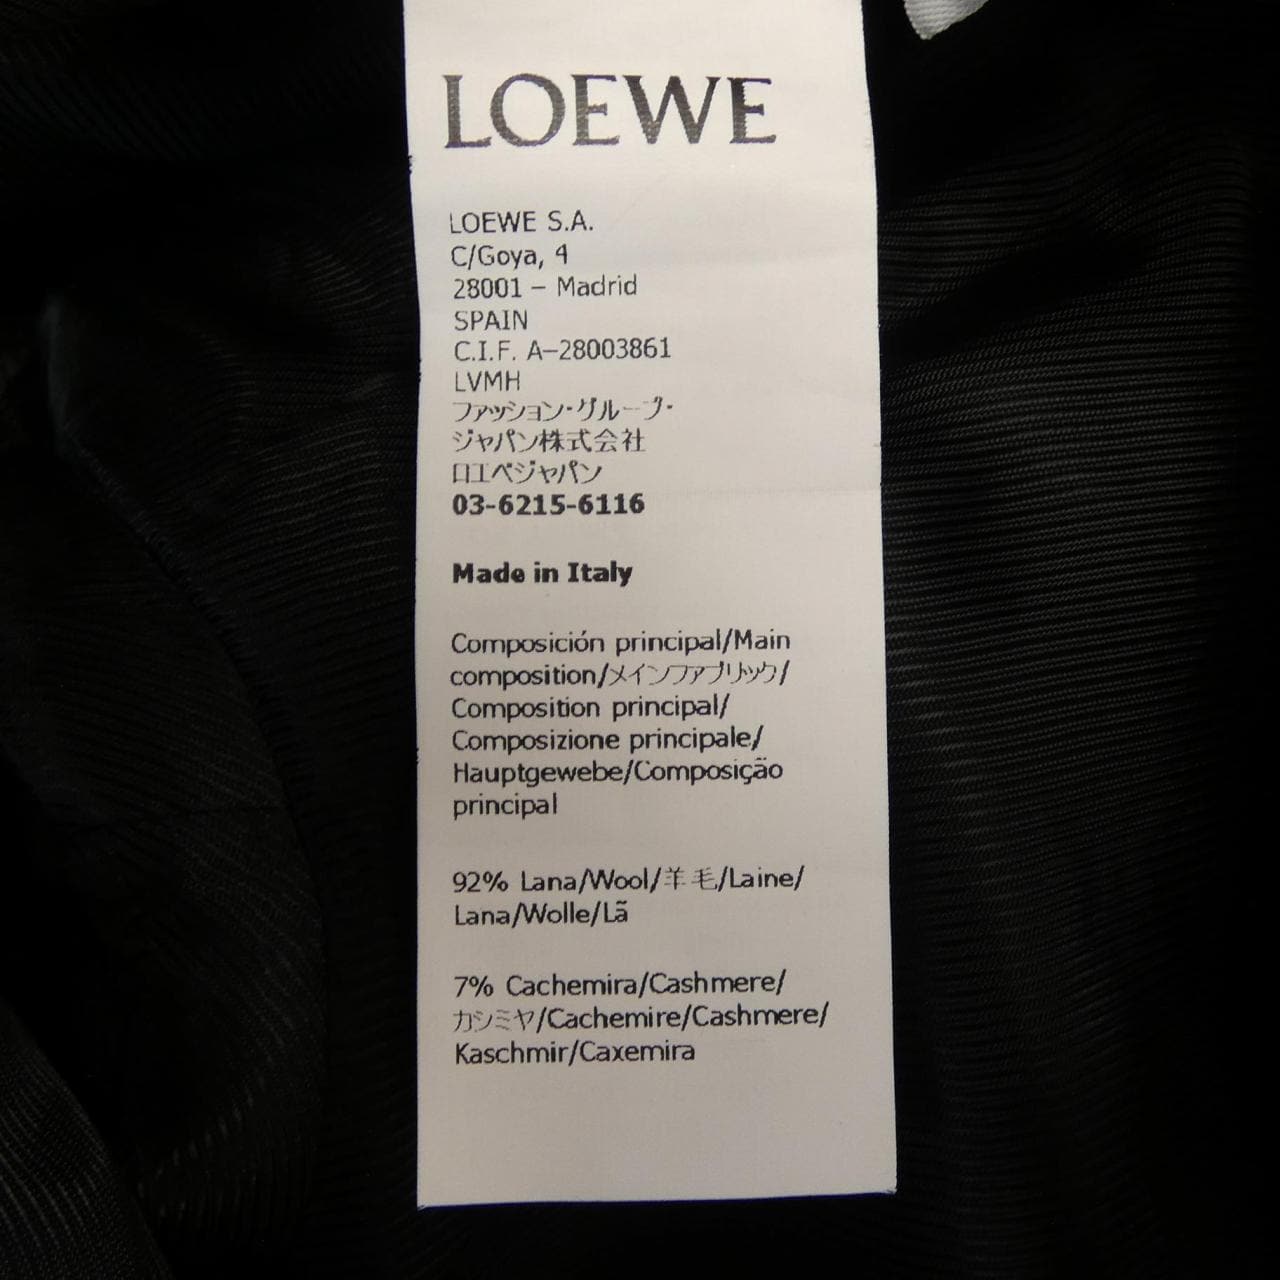 LOEWE
LOEWE S.A.
C/Goya, 4
28001 – Madrid
SPAIN
C.I.F. A–28003861
LVMH
ファッション・グループ・
ジャパン株式会社
ロエベジャパン
03-6215-6116
Made in Italy
Composición principal/Main
composition/メインファブリック/
Composition principal/
Composizione principale/
Hauptgewebe/Composição
principal
92% Lana/Wool/羊毛/Laine/
Lana/Wolle/Lã
7% Cachemira/Cashmere/
カシミヤ/Cachemire/Cashmere/
Kaschmir/Caxemira